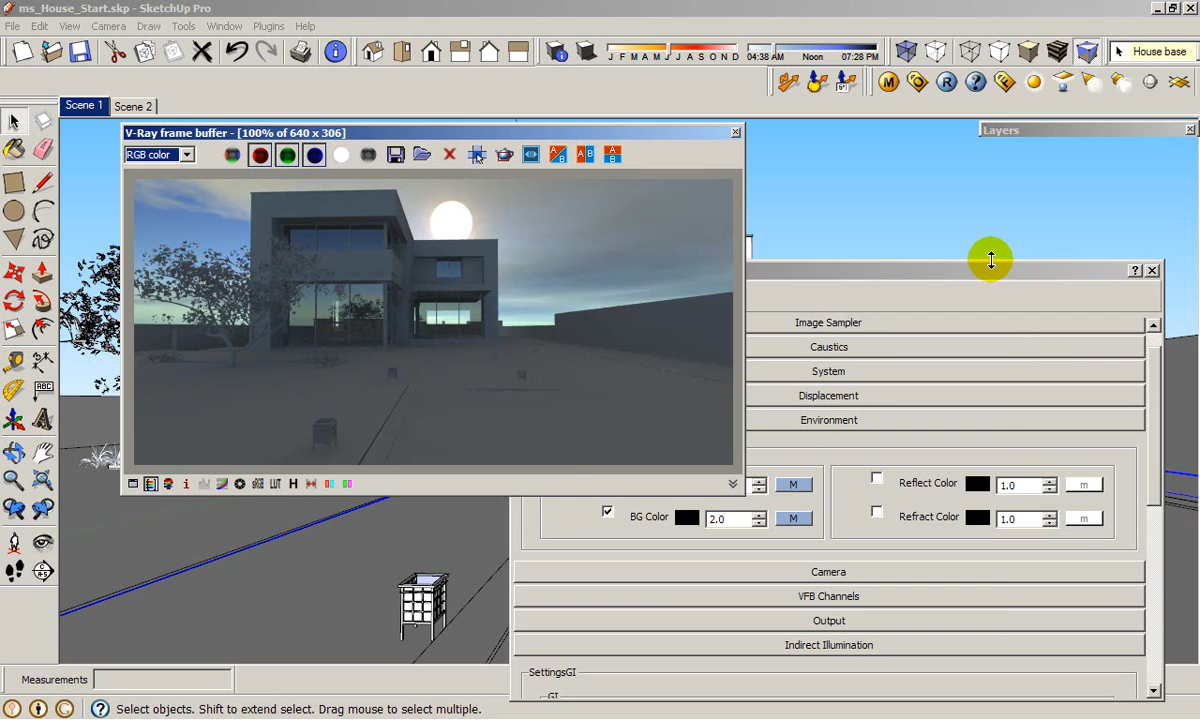 ms_House_Start.skp - SketchUp Pro
File Edit View Camera Draw Tools Window Plugins Help
J F M A M J J A S O N D 04:38 AM Noon 07:28 PM House base
M O R ? F
Scene 1 Scene 2
V-Ray frame buffer - [100% of 640 x 306]
Layers
RGB color
Image Sampler
Caustics
System
Displacement
Environment
Reflect Color 1.0 m
M
BG Color 2.0 M
Refract Color 1.0 m
sRGB LUT H
Camera
VFB Channels
Output
Indirect Illumination
SettingsGI
GI
Measurements
Select objects. Shift to extend select. Drag mouse to select multiple.